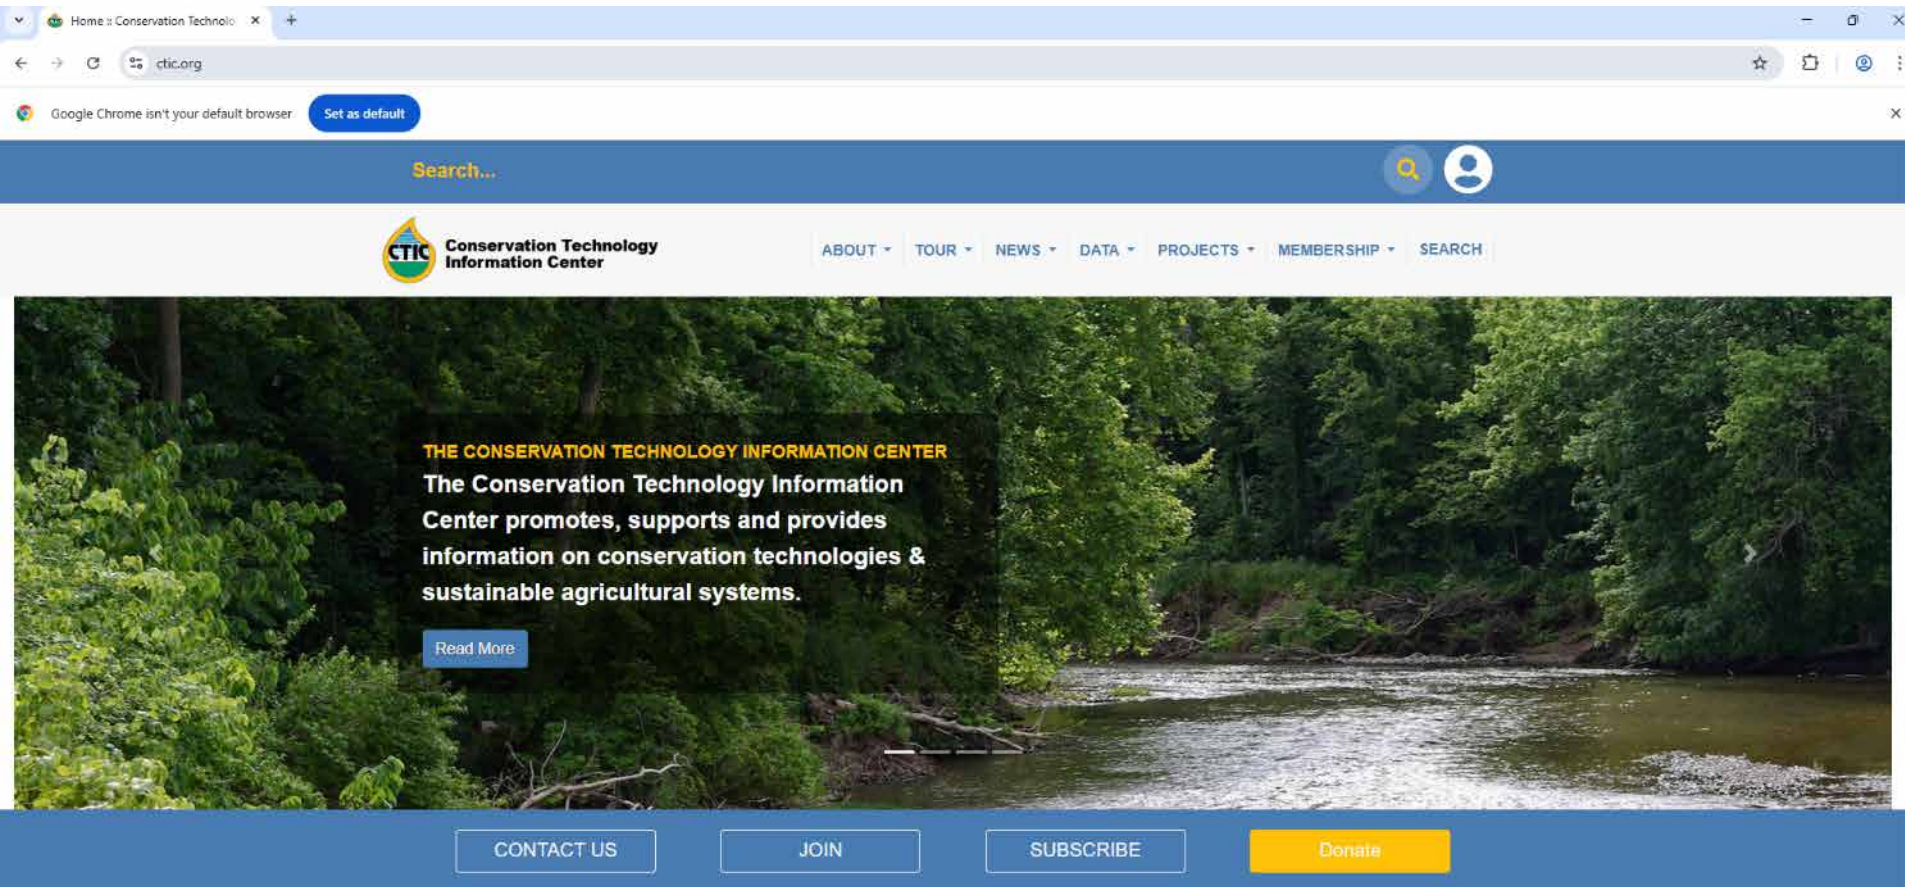 Home :: Conservation Technolo
ctic.org
Google Chrome isn't your default browser
Set as default
Search...
CTIC
Conservation Technology
Information Center
ABOUT
TOUR
NEWS
DATA
PROJECTS
MEMBERSHIP
SEARCH
THE CONSERVATION TECHNOLOGY INFORMATION CENTER
The Conservation Technology Information
Center promotes, supports and provides
information on conservation technologies &
sustainable agricultural systems.
Read More
CONTACT US
JOIN
SUBSCRIBE
Donate